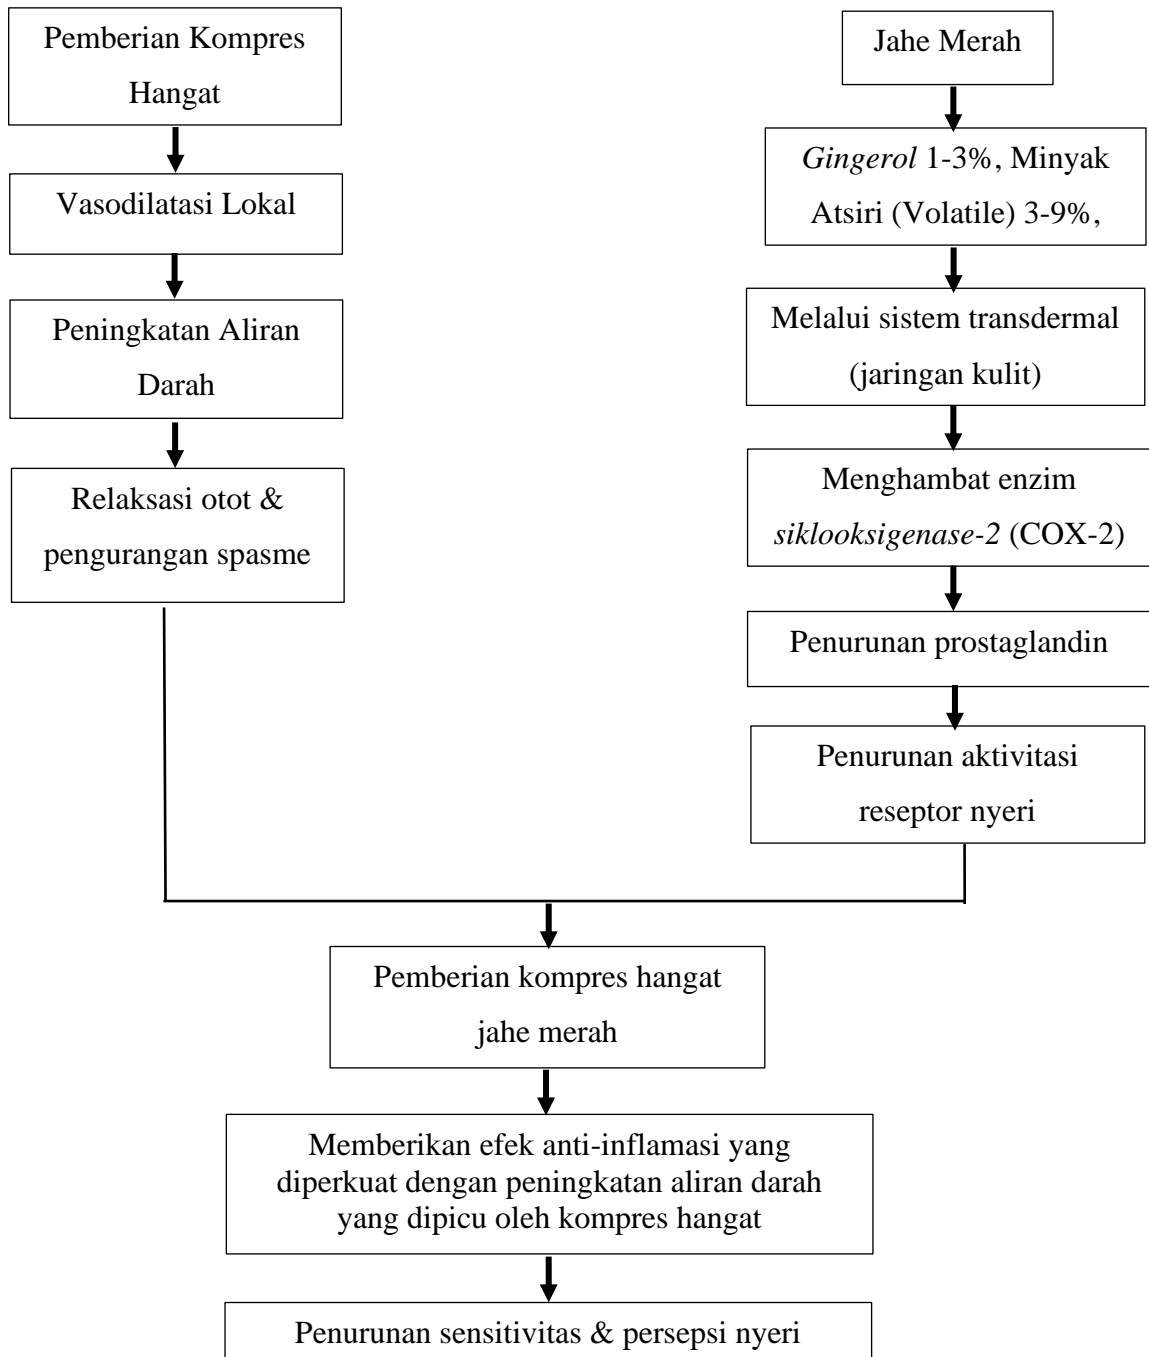 Pemberian Kompres
Hangat
Vasodilatasi Lokal
Peningkatan Aliran
Darah
Relaksasi otot &
pengurangan spasme
Jahe Merah
Gingerol 1-3%, Minyak
Atsiri (Volatile) 3-9%,
Melalui sistem transdermal
(jaringan kulit)
Menghambat enzim
siklooksigenase-2 (COX-2)
Penurunan prostaglandin
Penurunan aktivitasi
reseptor nyeri
Pemberian kompres hangat
jahe merah
Memberikan efek anti-inflamasi yang
diperkuat dengan peningkatan aliran darah
yang dipicu oleh kompres hangat
Penurunan sensitivitas & persepsi nyeri